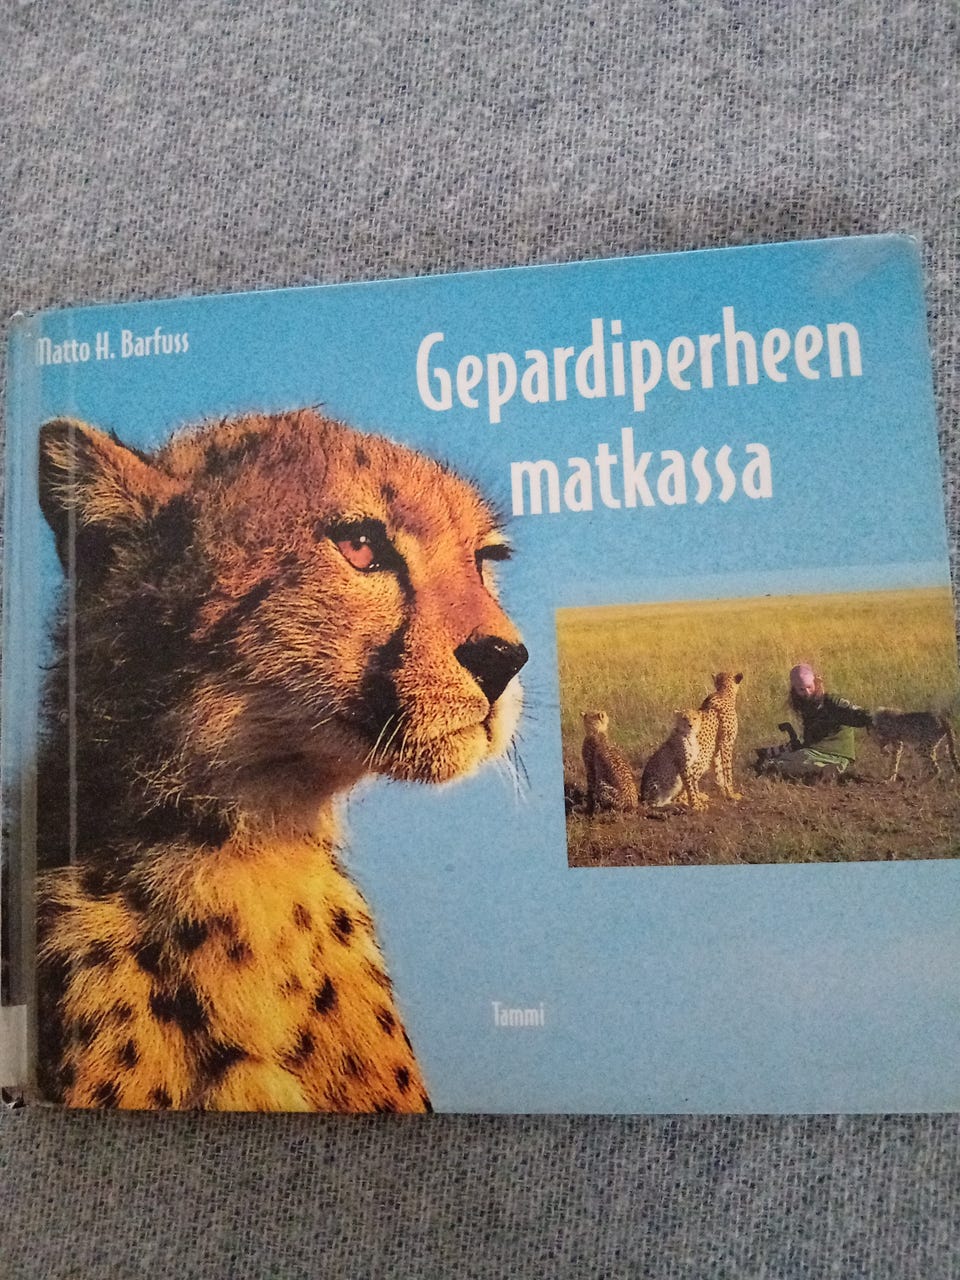 Matto H. Barfuss
Gepardiperheen
matkassa
Tammi